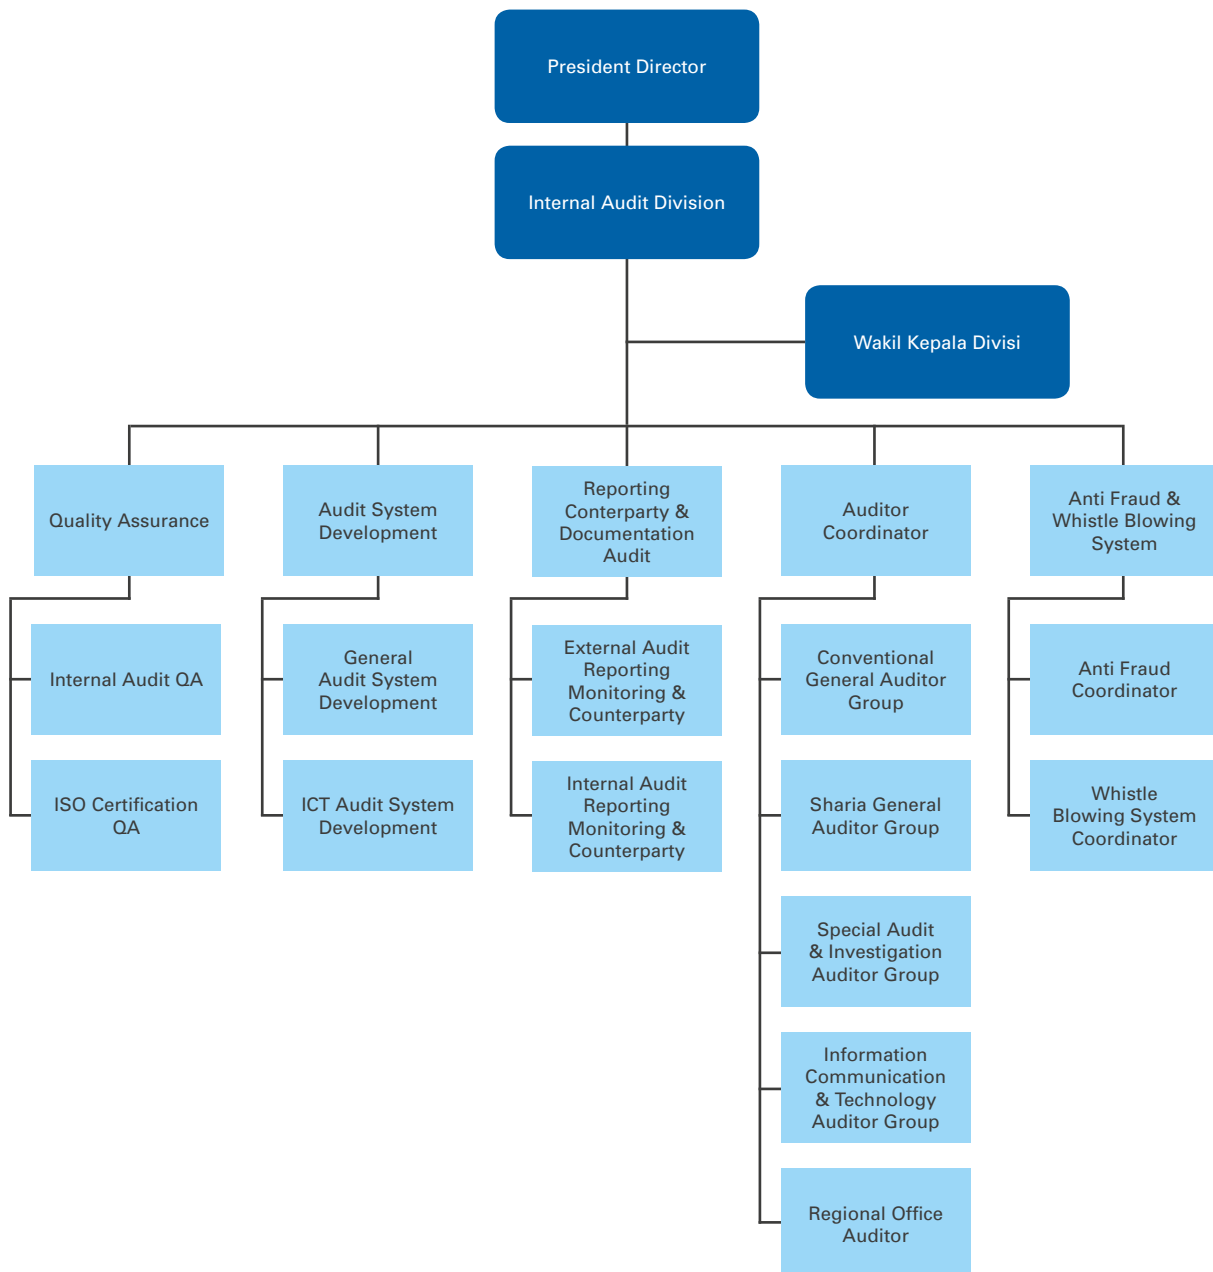 President Director
Internal Audit Division
Wakil Kepala Divisi
Quality Assurance
Audit System
Development
Reporting
Conterparty &
Documentation
Audit
Auditor
Coordinator
Anti Fraud &
Whistle Blowing
System
Internal Audit QA
General
Audit System
Development
External Audit
Reporting
Monitoring &
Counterparty
Conventional
General Auditor
Group
Anti Fraud
Coordinator
ISO Certification
QA
ICT Audit System
Development
Internal Audit
Reporting
Monitoring &
Counterparty
Sharia General
Auditor Group
Whistle
Blowing System
Coordinator
Special Audit
& Investigation
Auditor Group
Information
Communication
& Technology
Auditor Group
Regional Office
Auditor